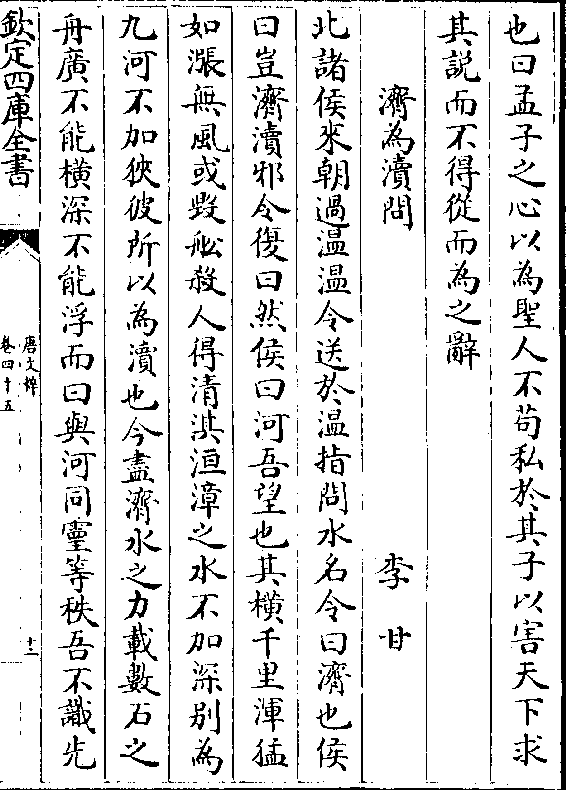 也曰孟子之心以為聖人不苟私於其子以害天下求
其説而不得從而為之辭
濟為瀆問 李甘
北諸侯來朝過温温令送於温指問水名令曰濟也侯
曰豈濟瀆邪令復曰然侯曰河吾望也其横千里渾猛
如漲無風或毀舩殺人得清淇洹漳之水不加深别為
九河不加狹彼所以為瀆也今盡濟水之力載數石之
舟廣不能横深不能浮而曰與河同靈等秩吾不識先
欽定四庫全書
唐文粹
卷四十五
十二